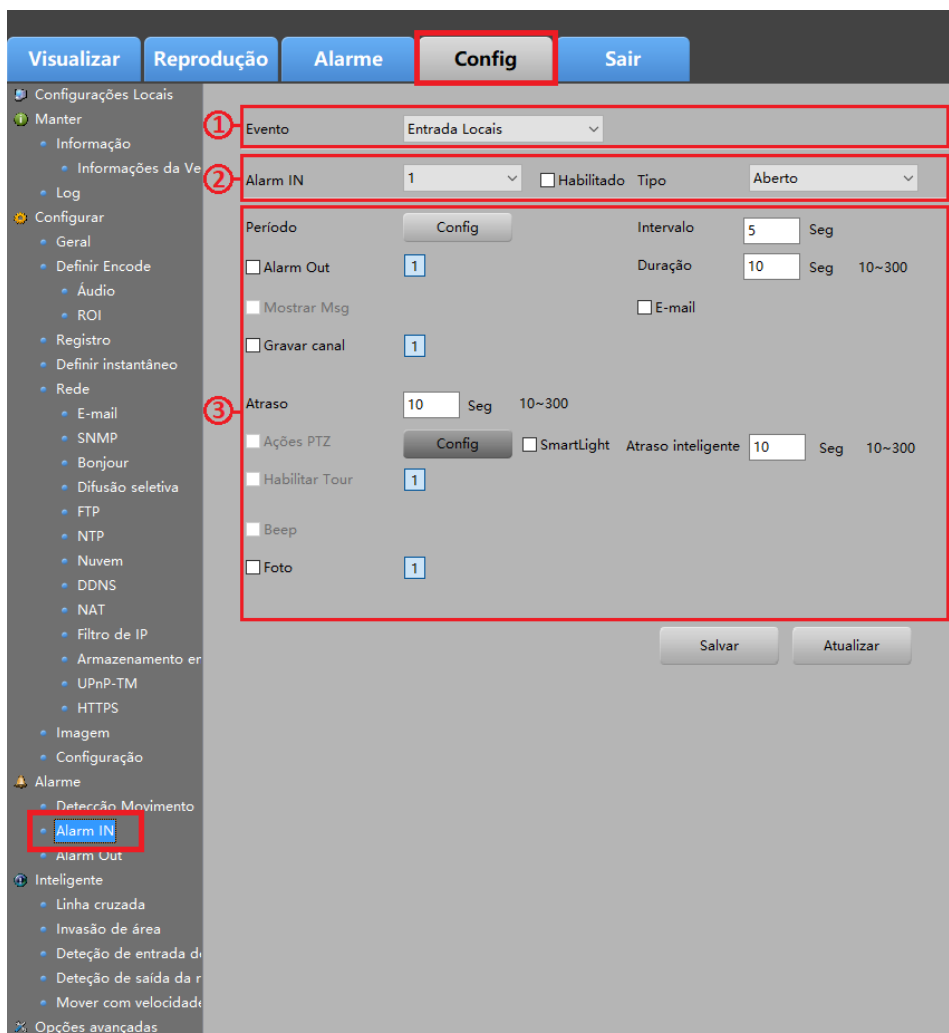 Visualizar Reprodução Alarme Config Sair
Configurações Locais
Manter
Informação
Informações da Ve
Log
Configurar
Geral
Definir Encode
Áudio
ROI
Registro
Definir instantâneo
Rede
E-mail
SNMP
Bonjour
Difusão seletiva
FTP
NTP
Nuvem
DDNS
NAT
Filtro de IP
Armazenamento er
UPnP-TM
HTTPS
Imagem
Configuração
Alarme
Detecção Movimento
Alarm IN
Alarm Out
Inteligente
Linha cruzada
Invasão de área
Deteção de entrada de
Deteção de saída da r
Mover com velocidade
Opções avançadas
1 Evento Entrada Locais
2 Alarm IN 1 Habilitado Tipo Aberto
3
Período Config Intervalo 5 Seg
Alarm Out 1 Duração 10 Seg 10~300
Mostrar Msg E-mail
Gravar canal 1
Atraso 10 Seg 10~300
Ações PTZ Config SmartLight Atraso inteligente 10 Seg 10~300
Habilitar Tour 1
Beep
Foto 1
Salvar Atualizar